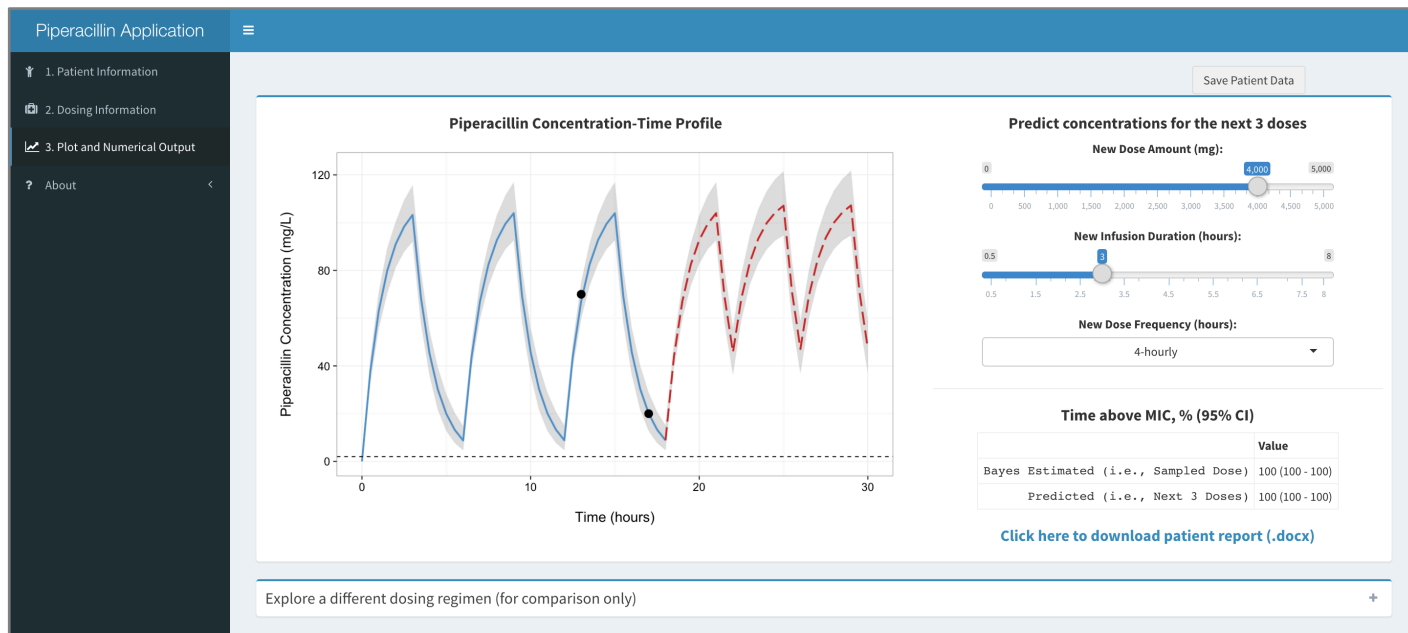 Piperacillin Application
1. Patient Information
2. Dosing Information
3. Plot and Numerical Output
? About
Save Patient Data
Piperacillin Concentration-Time Profile
Piperacillin Concentration (mg/L)
120
80
40
0
0 10 20 30
Time (hours)
Predict concentrations for the next 3 doses
New Dose Amount (mg):
0 4,000 5,000
0 500 1,000 1,500 2,000 2,500 3,000 3,500 4,000 4,500 5,000
New Infusion Duration (hours):
0.5 3 8
0.5 1.5 2.5 3.5 4.5 5.5 6.5 7.5 8
New Dose Frequency (hours):
4-hourly
Time above MIC, % (95% CI)
Value
Bayes Estimated (i.e., Sampled Dose) 100 (100 - 100)
Predicted (i.e., Next 3 Doses) 100 (100 - 100)
Click here to download patient report (.docx)
Explore a different dosing regimen (for comparison only) +